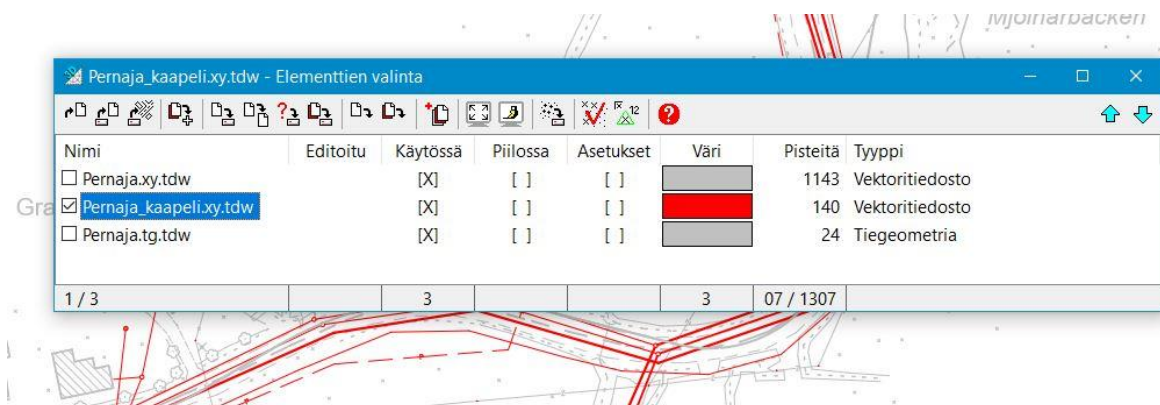 Mjölnarbacken
Pernaja_kaapeli.xy.tdw - Elementtien valinta
Nimi Editoitu Käytössä Piilossa Asetukset Väri Pisteitä Tyyppi
Pernaja.xy.tdw [X] [ ] [ ] 1143 Vektoritiedosto
Gra Pernaja_kaapeli.xy.tdw [X] [ ] [ ] 140 Vektoritiedosto
Pernaja.tg.tdw [X] [ ] [ ] 24 Tiegeometria
1 / 3 3 3 07 / 1307